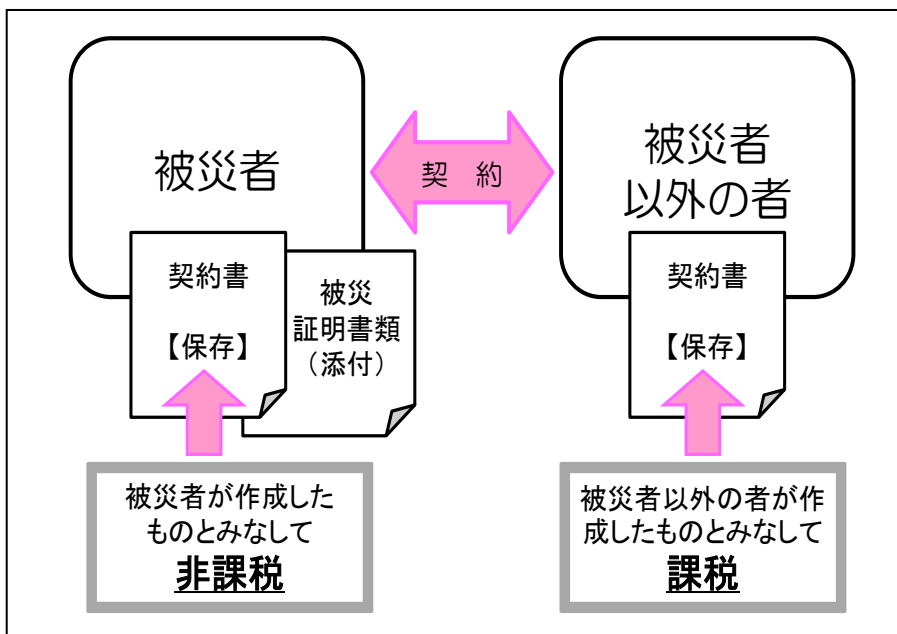 被災者
契 約
被災者
以外の者
契約書
【保存】
被災
証明書類
（添付）
契約書
【保存】
被災者が作成した
ものとみなして
非課税
被災者以外の者が作
成したものとみなして
課税